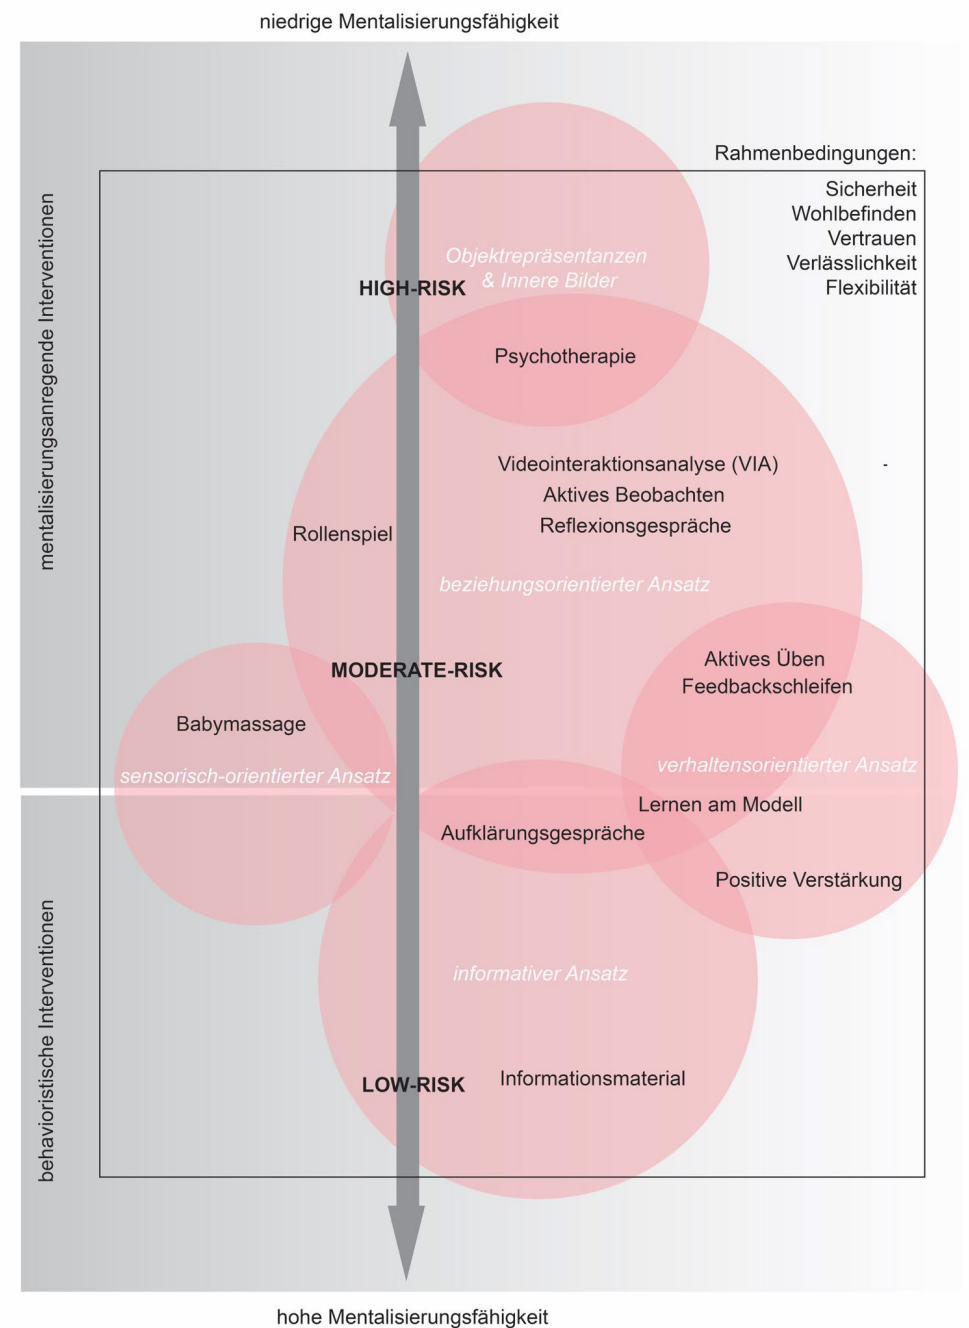 niedrige Mentalisierungsfähigkeit
Rahmenbedingungen:
Sicherheit
Wohlbefinden
Vertrauen
Verlässlichkeit
Flexibilität
mentalisierungsanregende Interventionen
Objektrepräsentanzen
& Innere Bilder
HIGH-RISK
Psychotherapie
Videointeraktionsanalyse (VIA)
-
Aktives Beobachten
Reflexionsgespräche
Rollenspiel
beziehungsorientierter Ansatz
MODERATE-RISK
Aktives Üben
Feedbackschleifen
Babymassage
sensorisch-orientierter Ansatz
verhaltensorientierter Ansatz
Lernen am Modell
Aufklärungsgespräche
Positive Verstärkung
behavioristische Interventionen
informativer Ansatz
LOW-RISK
Informationsmaterial
hohe Mentalisierungsfähigkeit